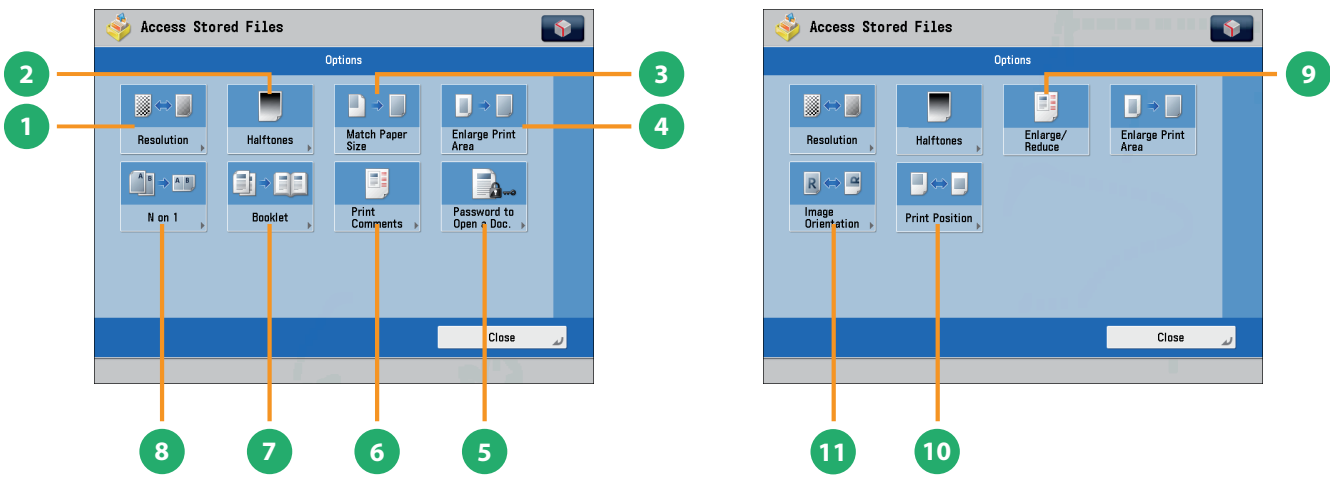 Access Stored Files
Options
2
1
3
4
Resolution
Halftones
Match Paper
Size
Enlarge Print
Area
A B
A B
N on 1
Booklet
Print
Comments
Password to
Open a Doc.
Close
8
7
6
5
Access Stored Files
Options
9
Resolution
Halftones
Enlarge/
Reduce
Enlarge Print
Area
R
R
Image
Orientation
Print Position
Close
11
10